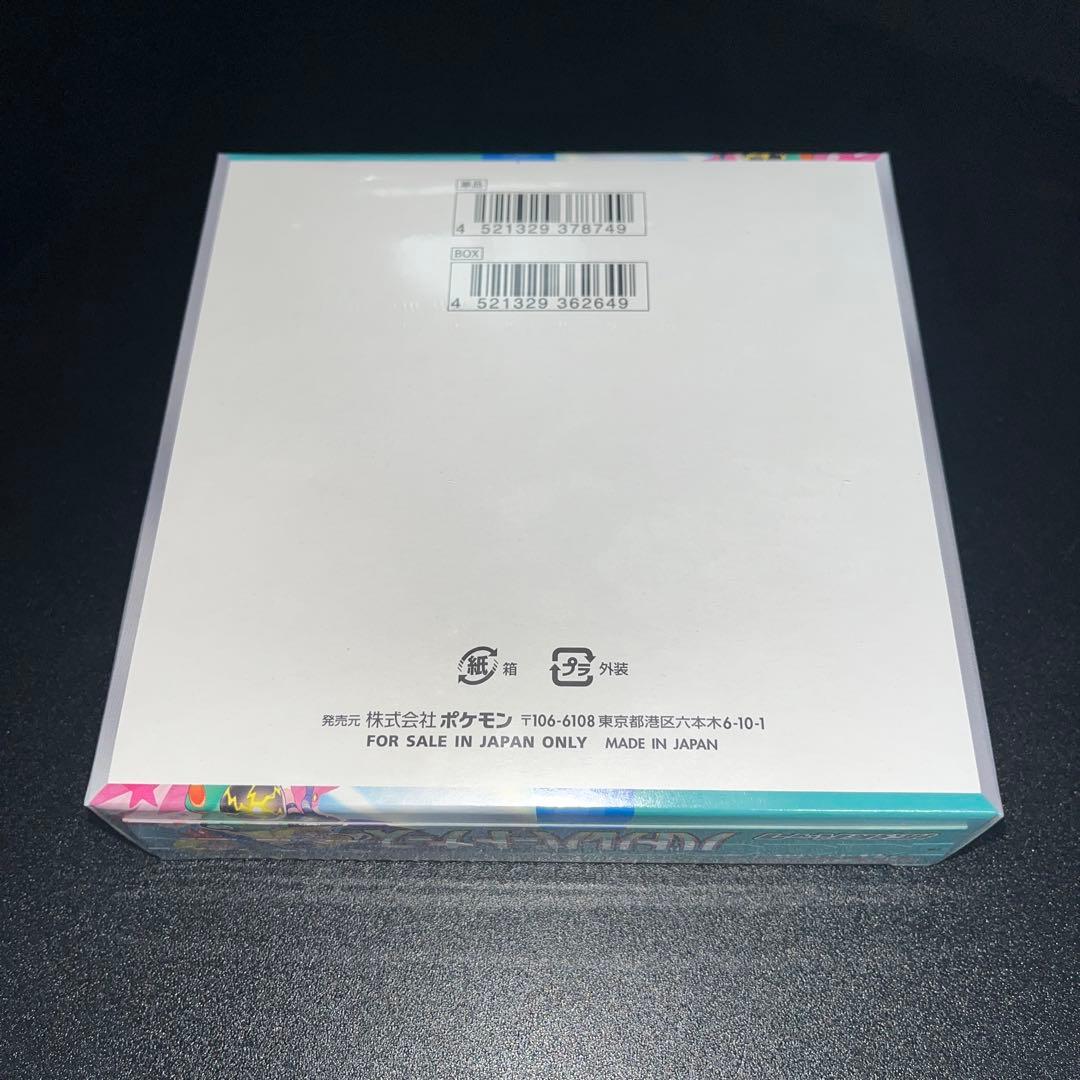 単品
4 521329 378749
BOX
4 521329 362649
紙 箱 プラ 外装
発売元 株式会社ポケモン 〒106-6108 東京都港区六本木6-10-1
FOR SALE IN JAPAN ONLY MADE IN JAPAN